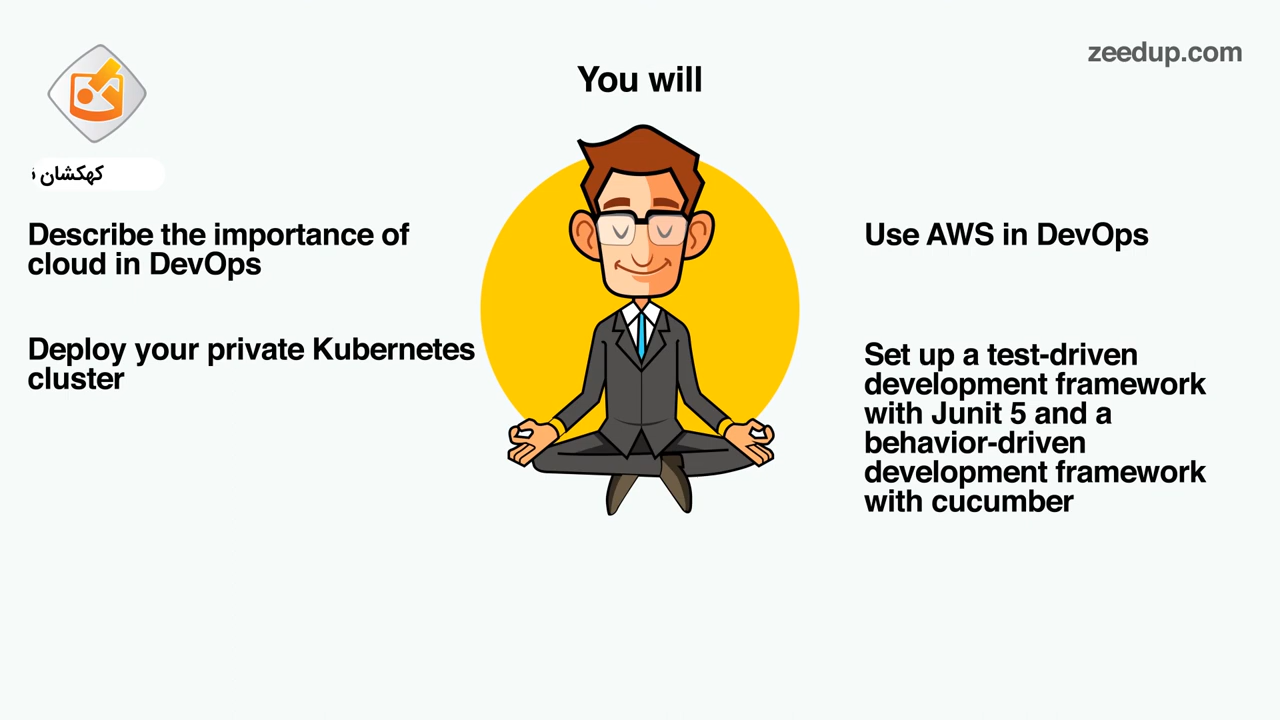 zeedup.com
You will
کهکشان
Describe the importance of
cloud in DevOps
Deploy your private Kubernetes
cluster
Use AWS in DevOps
Set up a test-driven
development framework
with Junit 5 and a
behavior-driven
development framework
with cucumber